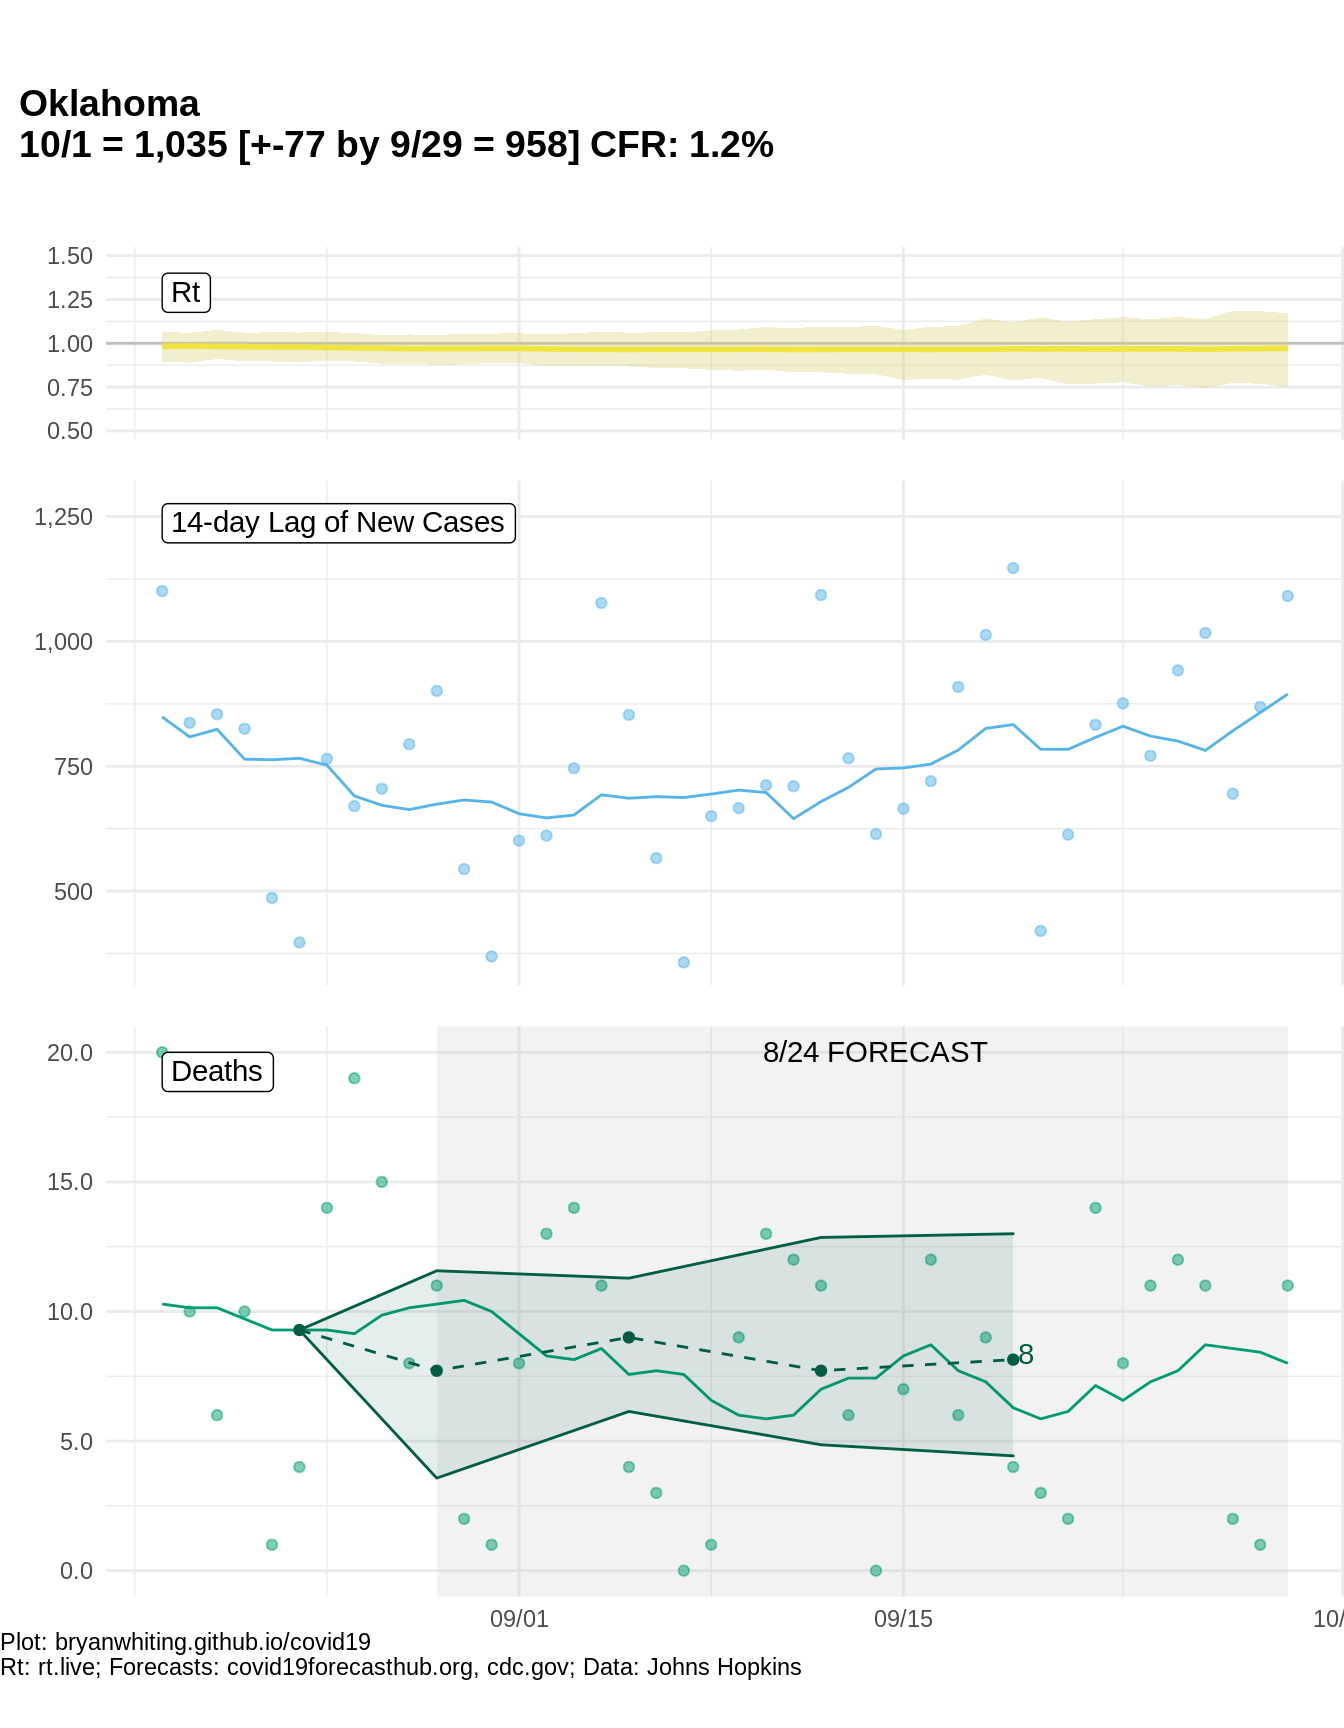 Oklahoma
10/1 = 1,035 [+-77 by 9/29 = 958] CFR: 1.2%
1.50
Rt
1.25
1.00
0.75
0.50
14-day Lag of New Cases
1,250
1,000
750
500
8/24 FORECAST
20.0
Deaths
15.0
10.0
8
5.0
0.0
09/01
09/15
10/
Plot: bryanwhiting.github.io/covid19
Rt: rt.live; Forecasts: covid19forecasthub.org, cdc.gov; Data: Johns Hopkins